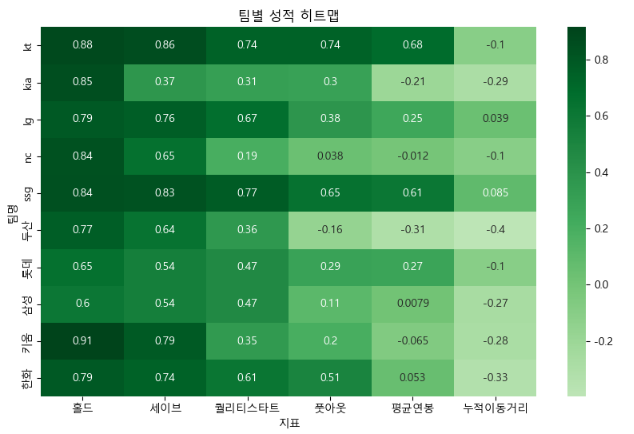 팀별 성적 히트맵
kt 0.88 0.86 0.74 0.74 0.68 -0.1
kia 0.85 0.37 0.31 0.3 -0.21 -0.29
lg 0.79 0.76 0.67 0.38 0.25 0.039
nc 0.84 0.65 0.19 0.038 -0.012 -0.1
ssg 0.84 0.83 0.77 0.65 0.61 0.085
두산 0.77 0.64 0.36 -0.16 -0.31 -0.4
롯데 0.65 0.54 0.47 0.29 0.27 -0.1
삼성 0.6 0.54 0.47 0.11 0.0079 -0.27
키움 0.91 0.79 0.35 0.2 -0.065 -0.28
한화 0.79 0.74 0.61 0.51 0.053 -0.33
팀명
홀드 세이브 퀄리티스타트 풋아웃 평균연봉 누적이동거리
지표
0.8
0.6
0.4
0.2
0.0
-0.2